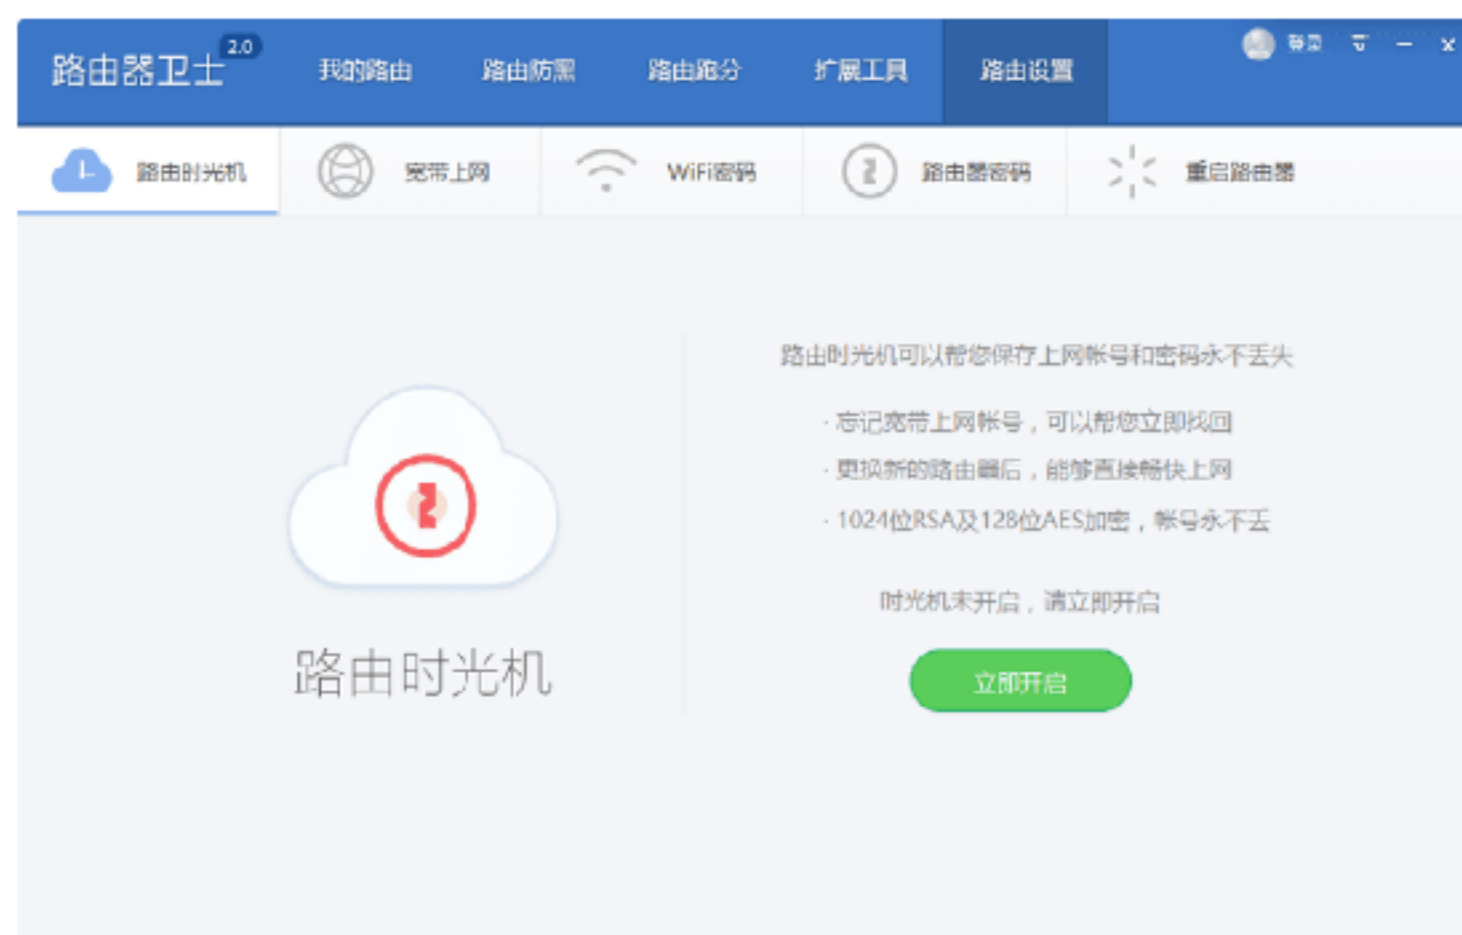 路由器卫士 2.0 我的路由 路由防黑 路由跑分 扩展工具 路由设置 登录
路由时光机 宽带上网 WiFi密码 路由器密码 重启路由器
路由时光机可以帮您保存上网帐号和密码永不丢失
· 忘记宽带上网帐号，可以帮您立即找回
· 更换新的路由器后，能够直接畅快上网
· 1024位RSA及128位AES加密，帐号永不丢
时光机未开启，请立即开启
路由时光机
立即开启